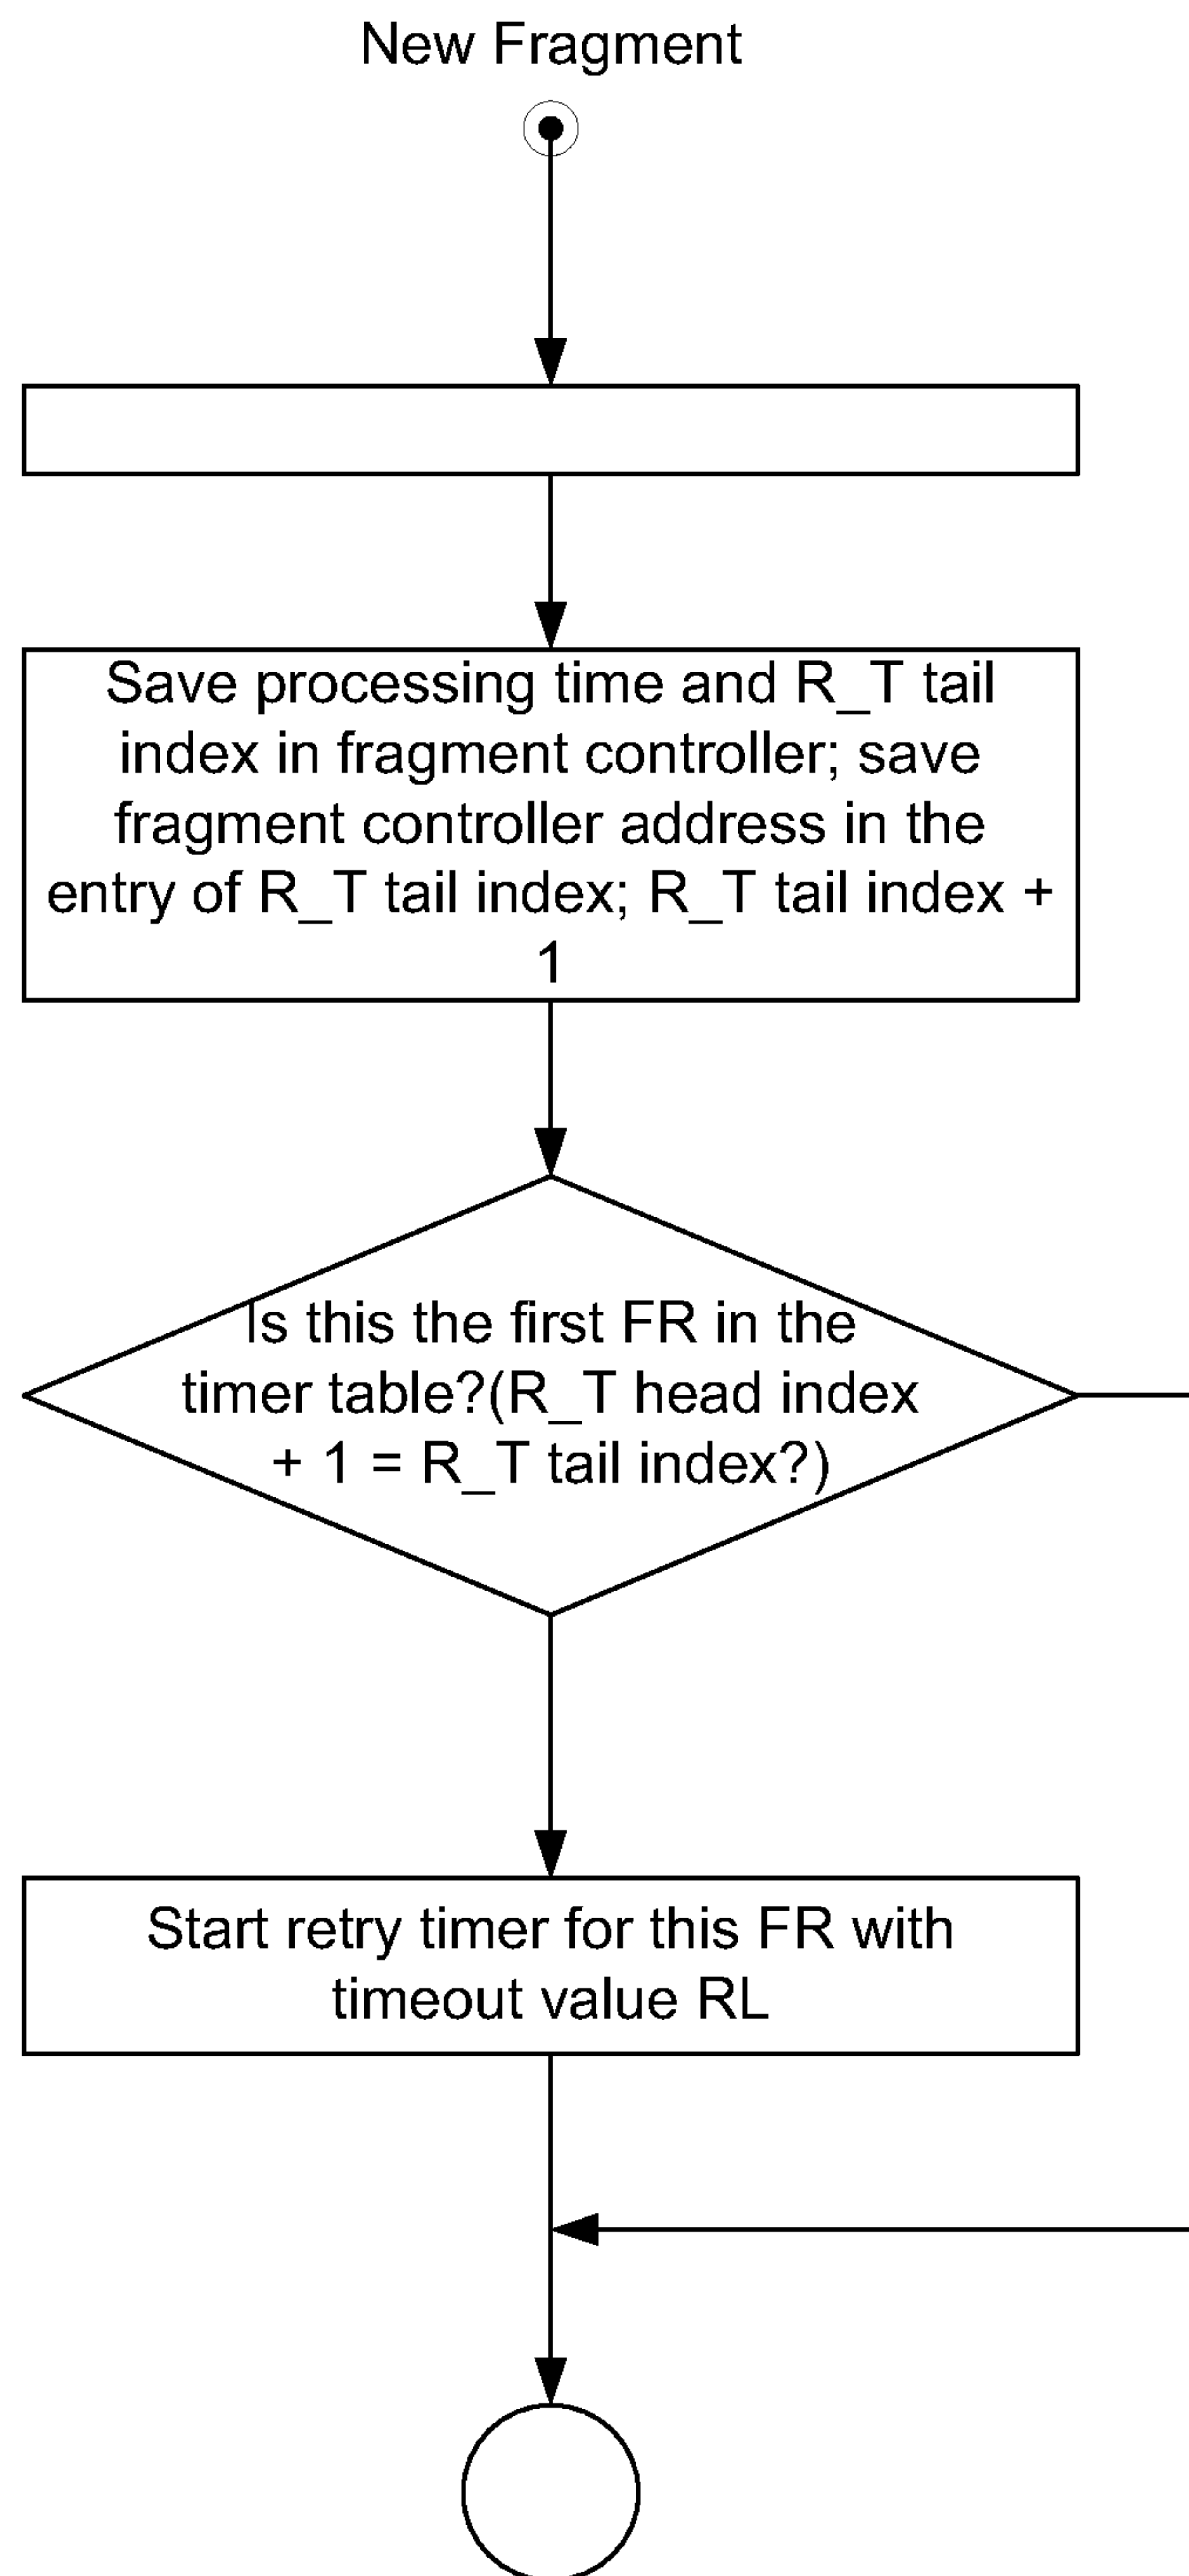 New Fragment
Save processing time and R_T tail
index in fragment controller; save
fragment controller address in the
entry of R_T tail index; R_T tail index +
1
Is this the first FR in the
timer table?(R_T head index
+ 1 = R_T tail index?)
Start retry timer for this FR with
timeout value RL